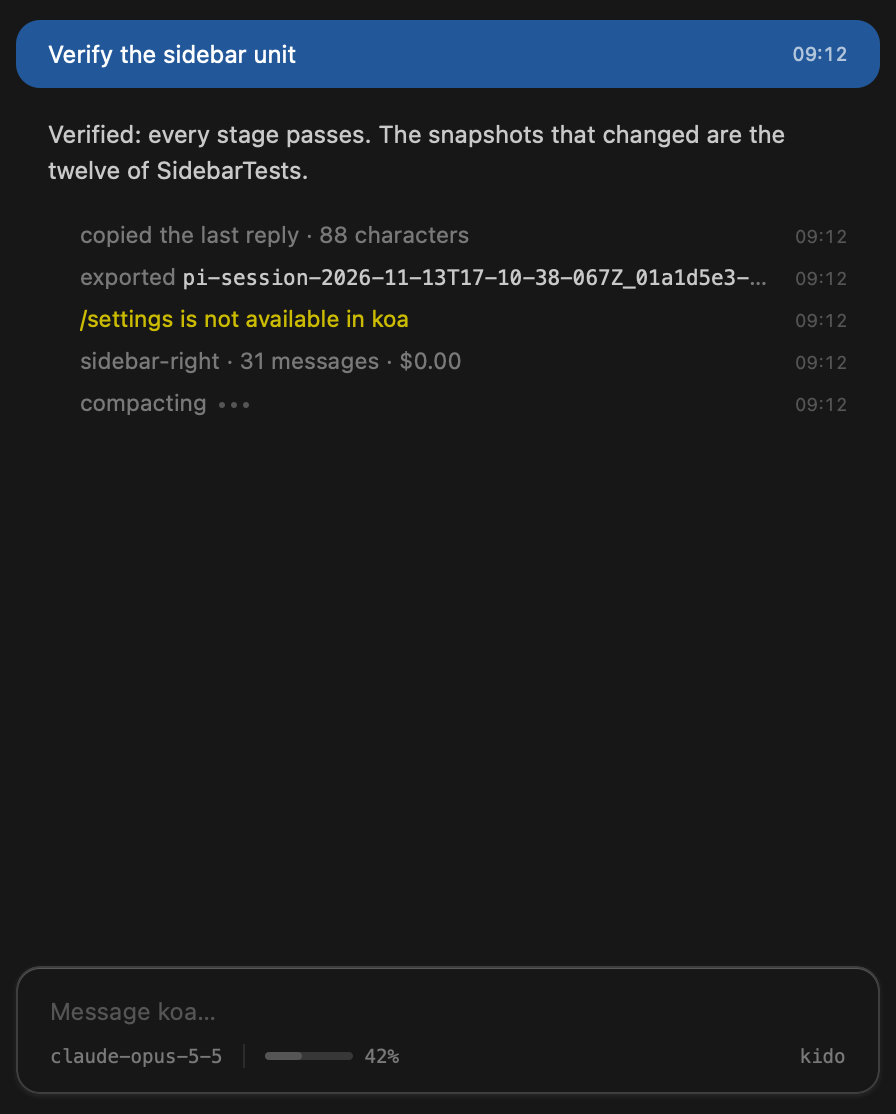 Verify the sidebar unit 09:12
Verified: every stage passes. The snapshots that changed are the
twelve of SidebarTests.
copied the last reply · 88 characters 09:12
exported pi-session-2026-11-13T17-10-38-067Z_01a1d5e3-… 09:12
/settings is not available in koa 09:12
sidebar-right · 31 messages · $0.00 09:12
compacting ••• 09:12
Message koa…
claude-opus-5-5 42% kido